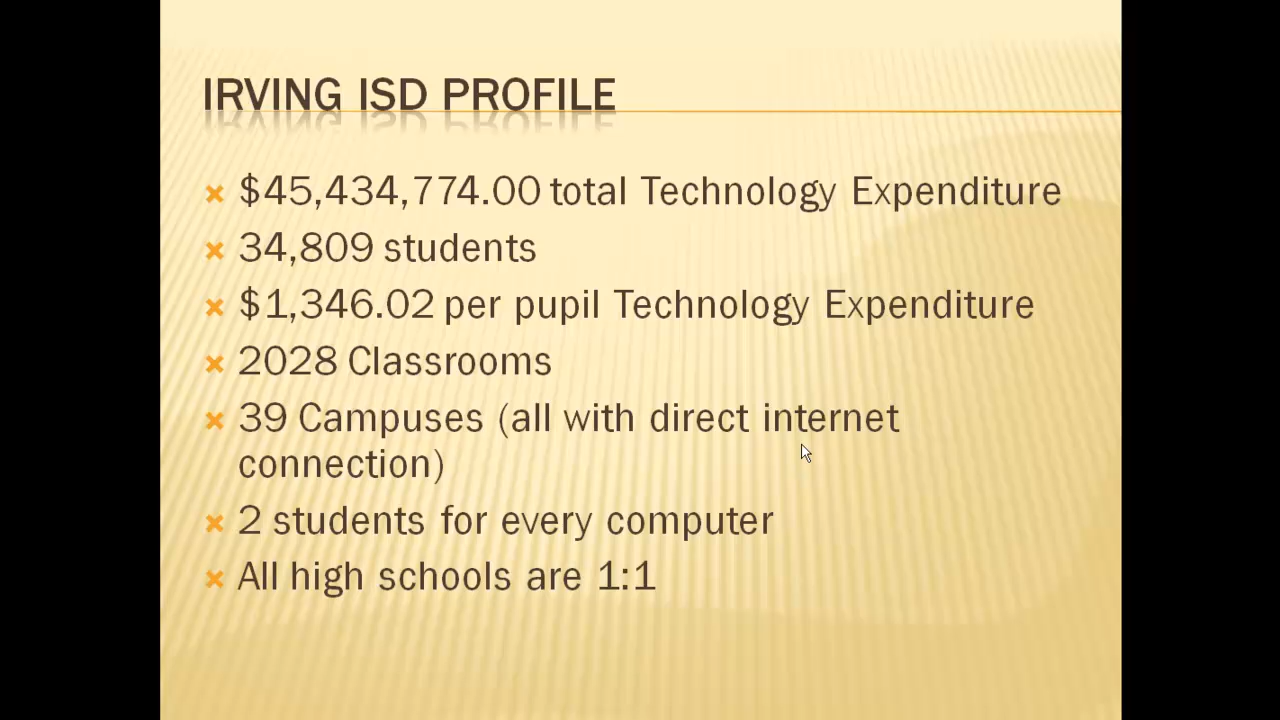 IRVING ISD PROFILE
$45,434,774.00 total Technology Expenditure
34,809 students
$1,346.02 per pupil Technology Expenditure
2028 Classrooms
39 Campuses (all with direct internet
connection)
2 students for every computer
All high schools are 1:1